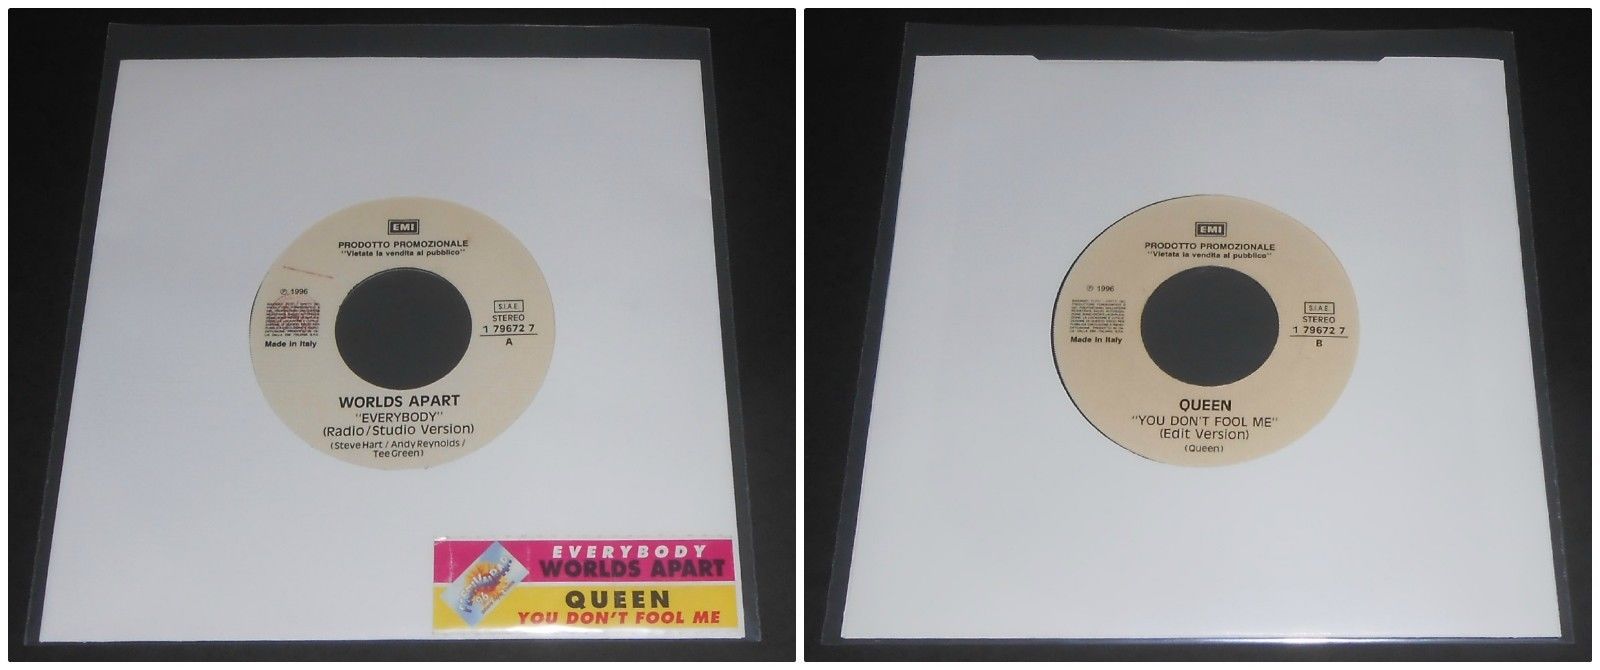 EMI
PRODOTTO PROMOZIONALE
"Vietata la vendita al pubblico"
℗ 1996
S.I.A.E.
STEREO
1 79672 7
A
Made in Italy
WORLDS APART
"EVERYBODY"
(Radio/Studio Version)
(Steve Hart / Andy Reynolds /
Tee Green)
EVERYBODY
WORLDS APART
QUEEN
YOU DON'T FOOL ME
EMI
PRODOTTO PROMOZIONALE
"Vietata la vendita al pubblico"
℗ 1996
S.I.A.E.
STEREO
1 79672 7
B
Made in Italy
QUEEN
"YOU DON'T FOOL ME"
(Edit Version)
(Queen)